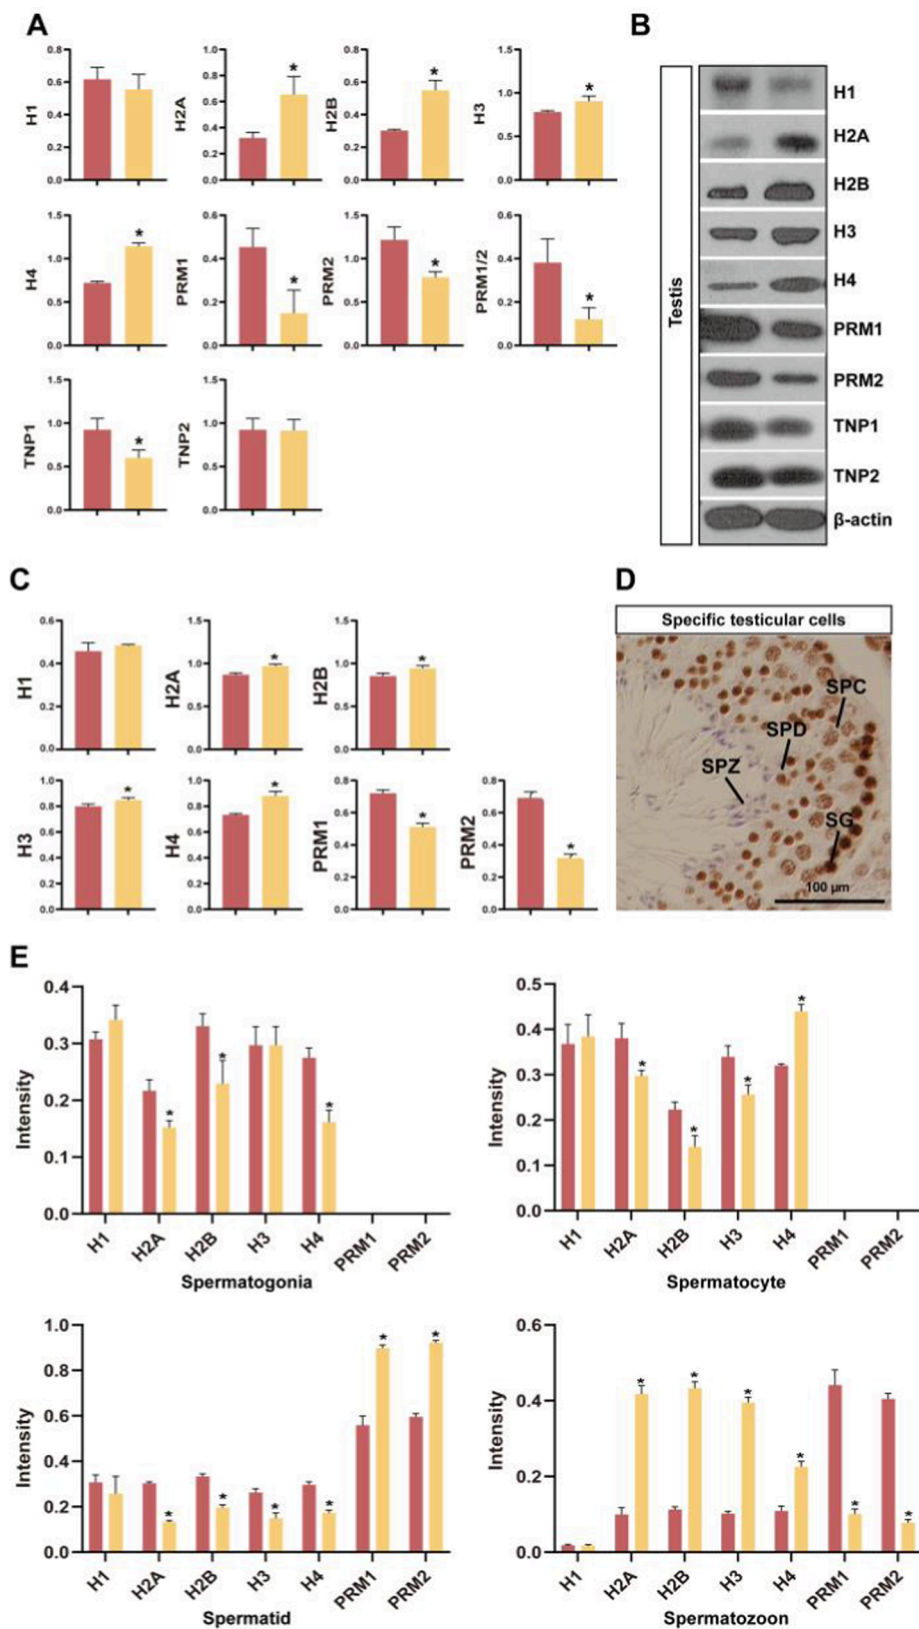 A
H1
0.8
0.6
0.4
0.2
0.0
H2A
0.8
0.6
0.4
0.2
0.0
*
H2B
0.8
0.6
0.4
0.2
0.0
*
H3
1.5
1.0
0.5
0.0
*
H4
1.5
1.0
0.5
0.0
*
PRM1
0.6
0.4
0.2
0.0
*
PRM2
1.5
1.0
0.5
0.0
*
PRM1/2
0.6
0.4
0.2
0.0
*
TNP1
1.5
1.0
0.5
0.0
*
TNP2
1.5
1.0
0.5
0.0
B
Testis
H1
H2A
H2B
H3
H4
PRM1
PRM2
TNP1
TNP2
β-actin
C
H1
0.6
0.4
0.2
0.0
H2A
1.5
1.0
0.5
0.0
*
H2B
1.5
1.0
0.5
0.0
*
H3
1.0
0.8
0.6
0.4
0.2
0.0
*
H4
1.0
0.8
0.6
0.4
0.2
0.0
*
PRM1
0.8
0.6
0.4
0.2
0.0
*
PRM2
0.8
0.6
0.4
0.2
0.0
*
D
Specific testicular cells
SPC
SPD
SPZ
SG
100 µm
E
Intensity
0.4
0.3
0.2
0.1
0.0
* * *
H1 H2A H2B H3 H4 PRM1 PRM2
Spermatogonia
Intensity
0.5
0.4
0.3
0.2
0.1
0.0
* * * *
H1 H2A H2B H3 H4 PRM1 PRM2
Spermatocyte
Intensity
1.0
0.8
0.6
0.4
0.2
0.0
* * * * * *
H1 H2A H2B H3 H4 PRM1 PRM2
Spermatid
Intensity
0.6
0.4
0.2
0.0
* * * * * *
H1 H2A H2B H3 H4 PRM1 PRM2
Spermatozoon